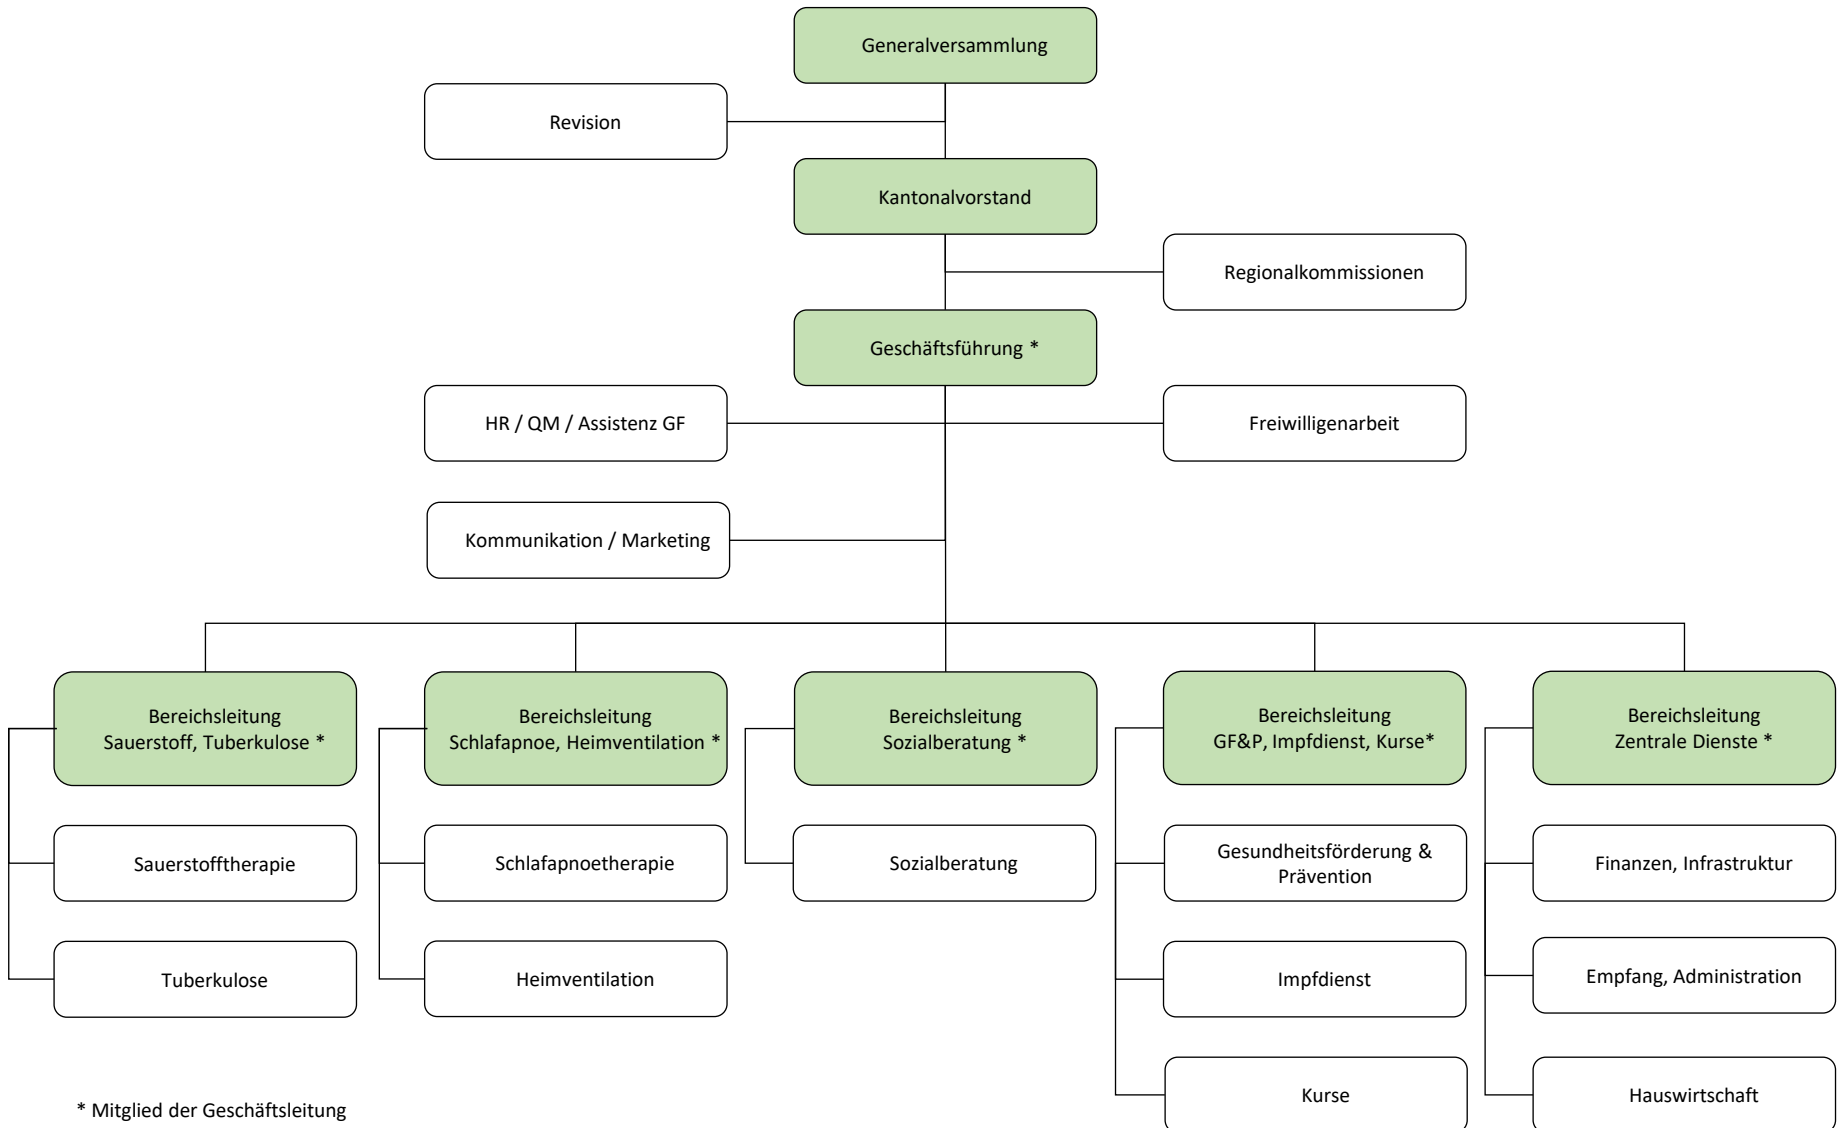 Generalversammlung
Revision
Kantonalvorstand
Regionalkommissionen
Geschäftsführung *
HR / QM / Assistenz GF
Freiwilligenarbeit
Kommunikation / Marketing
Bereichsleitung
Sauerstoff, Tuberkulose *
Bereichsleitung
Schlafapnoe, Heimventilation *
Bereichsleitung
Sozialberatung *
Bereichsleitung
GF&P, Impfdienst, Kurse*
Bereichsleitung
Zentrale Dienste *
Sauerstofftherapie
Schlafapnoetherapie
Sozialberatung
Gesundheitsförderung &
Prävention
Finanzen, Infrastruktur
Tuberkulose
Heimventilation
Impfdienst
Empfang, Administration
Kurse
Hauswirtschaft
* Mitglied der Geschäftsleitung